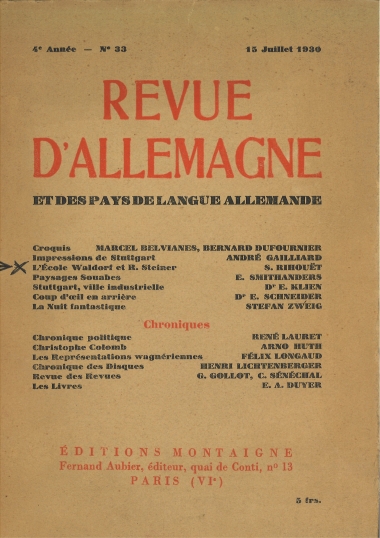 4e Année — No 33 15 Juillet 1930
REVUE
D'ALLEMAGNE
ET DES PAYS DE LANGUE ALLEMANDE
Croquis MARCEL BELVIANES, BERNARD DUFOURNIER
Impressions de Stuttgart ANDRÉ GAILLIARD
L'École Waldorf et R. Steiner S. RIHOUËT
Paysages Souabes E. SMITHANDERS
Stuttgart, ville industrielle Dr E. KLIEN
Coup d'œil en arrière Dr E. SCHNEIDER
La Nuit fantastique STEFAN ZWEIG
Chroniques
Chronique politique RENÉ LAURET
Christophe Colomb ARNO HUTH
Les Représentations wagnériennes FÉLIX LONGAUD
Chronique des Disques HENRI LICHTENBERGER
Revue des Revues G. GOLLOT, C. SÉNÉCHAL
Les Livres E. A. DUYER
ÉDITIONS MONTAIGNE
Fernand Aubier, éditeur, quai de Conti, no 13
PARIS (VIe)
5 frs.